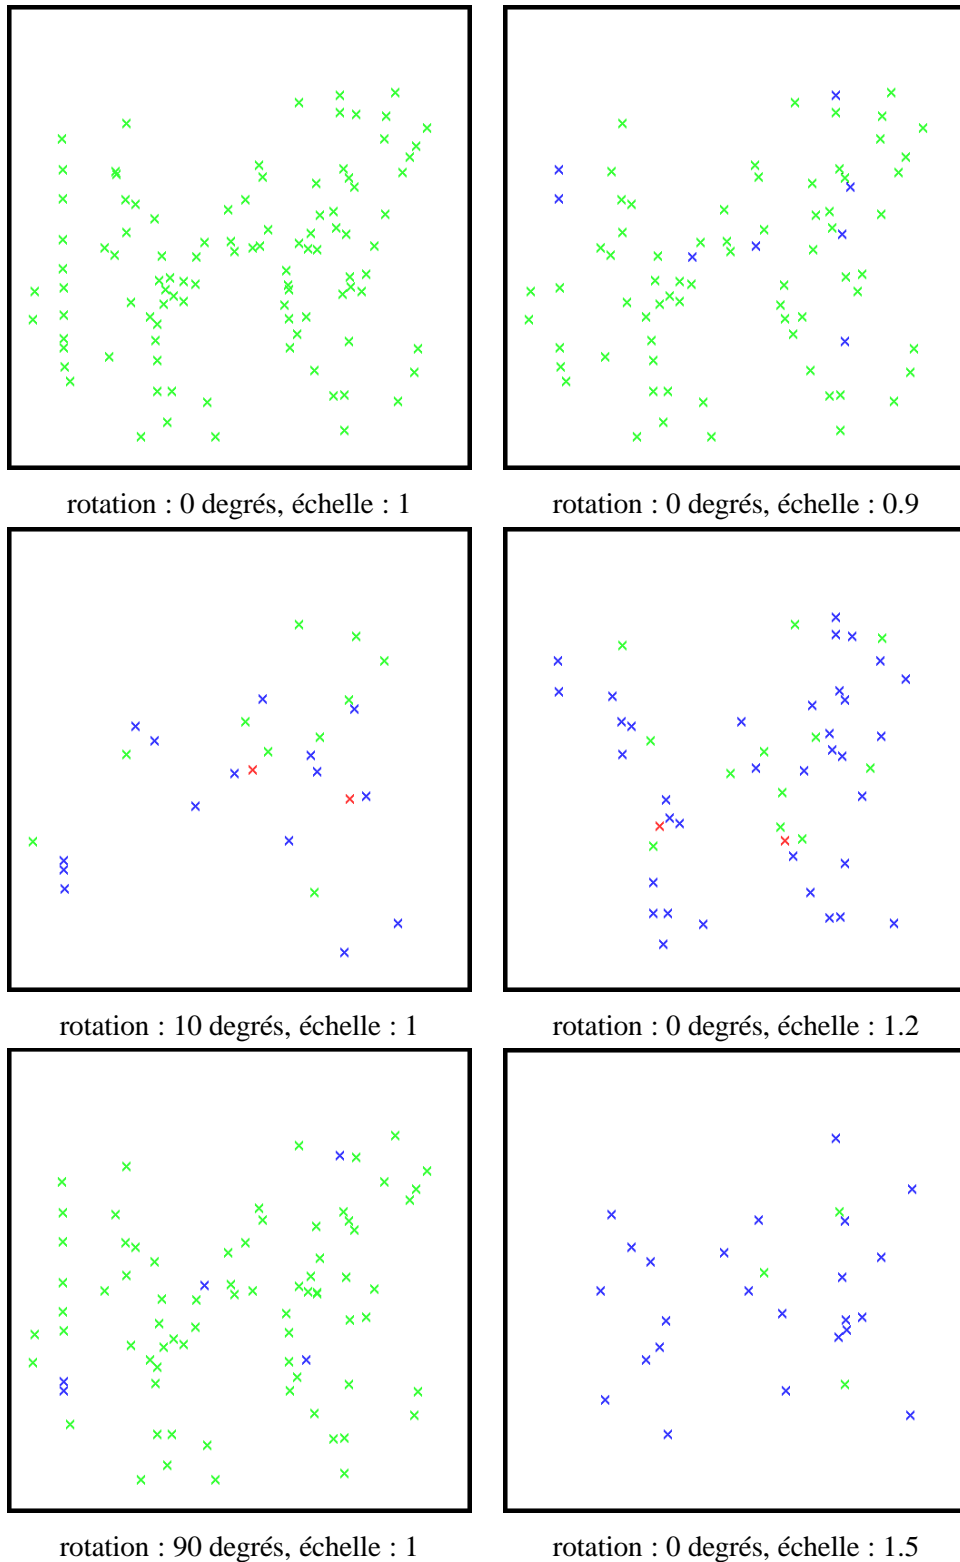 rotation : 0 degrés, échelle : 1
rotation : 0 degrés, échelle : 0.9
rotation : 10 degrés, échelle : 1
rotation : 0 degrés, échelle : 1.2
rotation : 90 degrés, échelle : 1
rotation : 0 degrés, échelle : 1.5